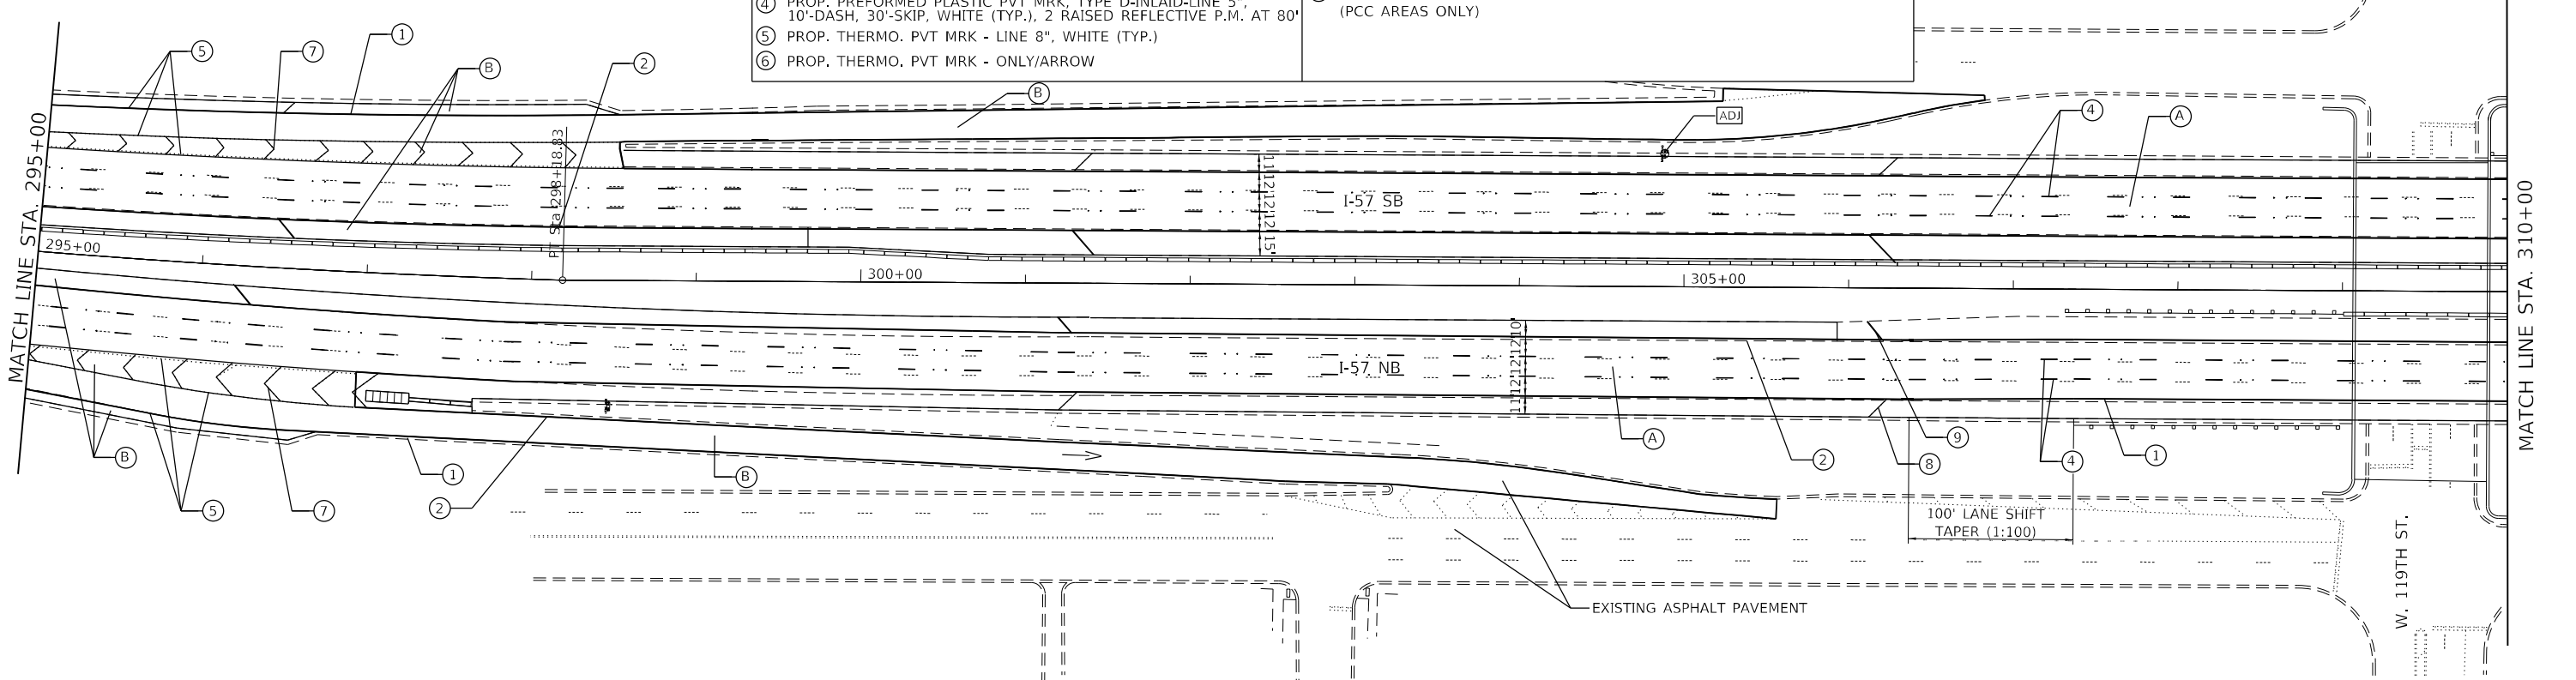 ④ PROP. PREFORMED PLASTIC PVT MRK, TYPE D-INLAID-LINE 5",
10'-DASH, 30'-SKIP, WHITE (TYP.), 2 RAISED REFLECTIVE P.M. AT 80'
⑤ PROP. THERMO. PVT MRK - LINE 8", WHITE (TYP.)
⑥ PROP. THERMO. PVT MRK - ONLY/ARROW
(PCC AREAS ONLY)
5
7
1
B
2
B
ADJ
4
A
MATCH LINE STA. 295+00
PT Sta 298+18.83
11'
12'
12'
12'
15'
I-57 SB
295+00
300+00
305+00
MATCH LINE STA. 310+00
I-57 NB
10'
12'
12'
12'
11'
B
5
7
1
2
B
A
2
8
9
4
1
100' LANE SHIFT
TAPER (1:100)
EXISTING ASPHALT PAVEMENT
W. 119TH ST.